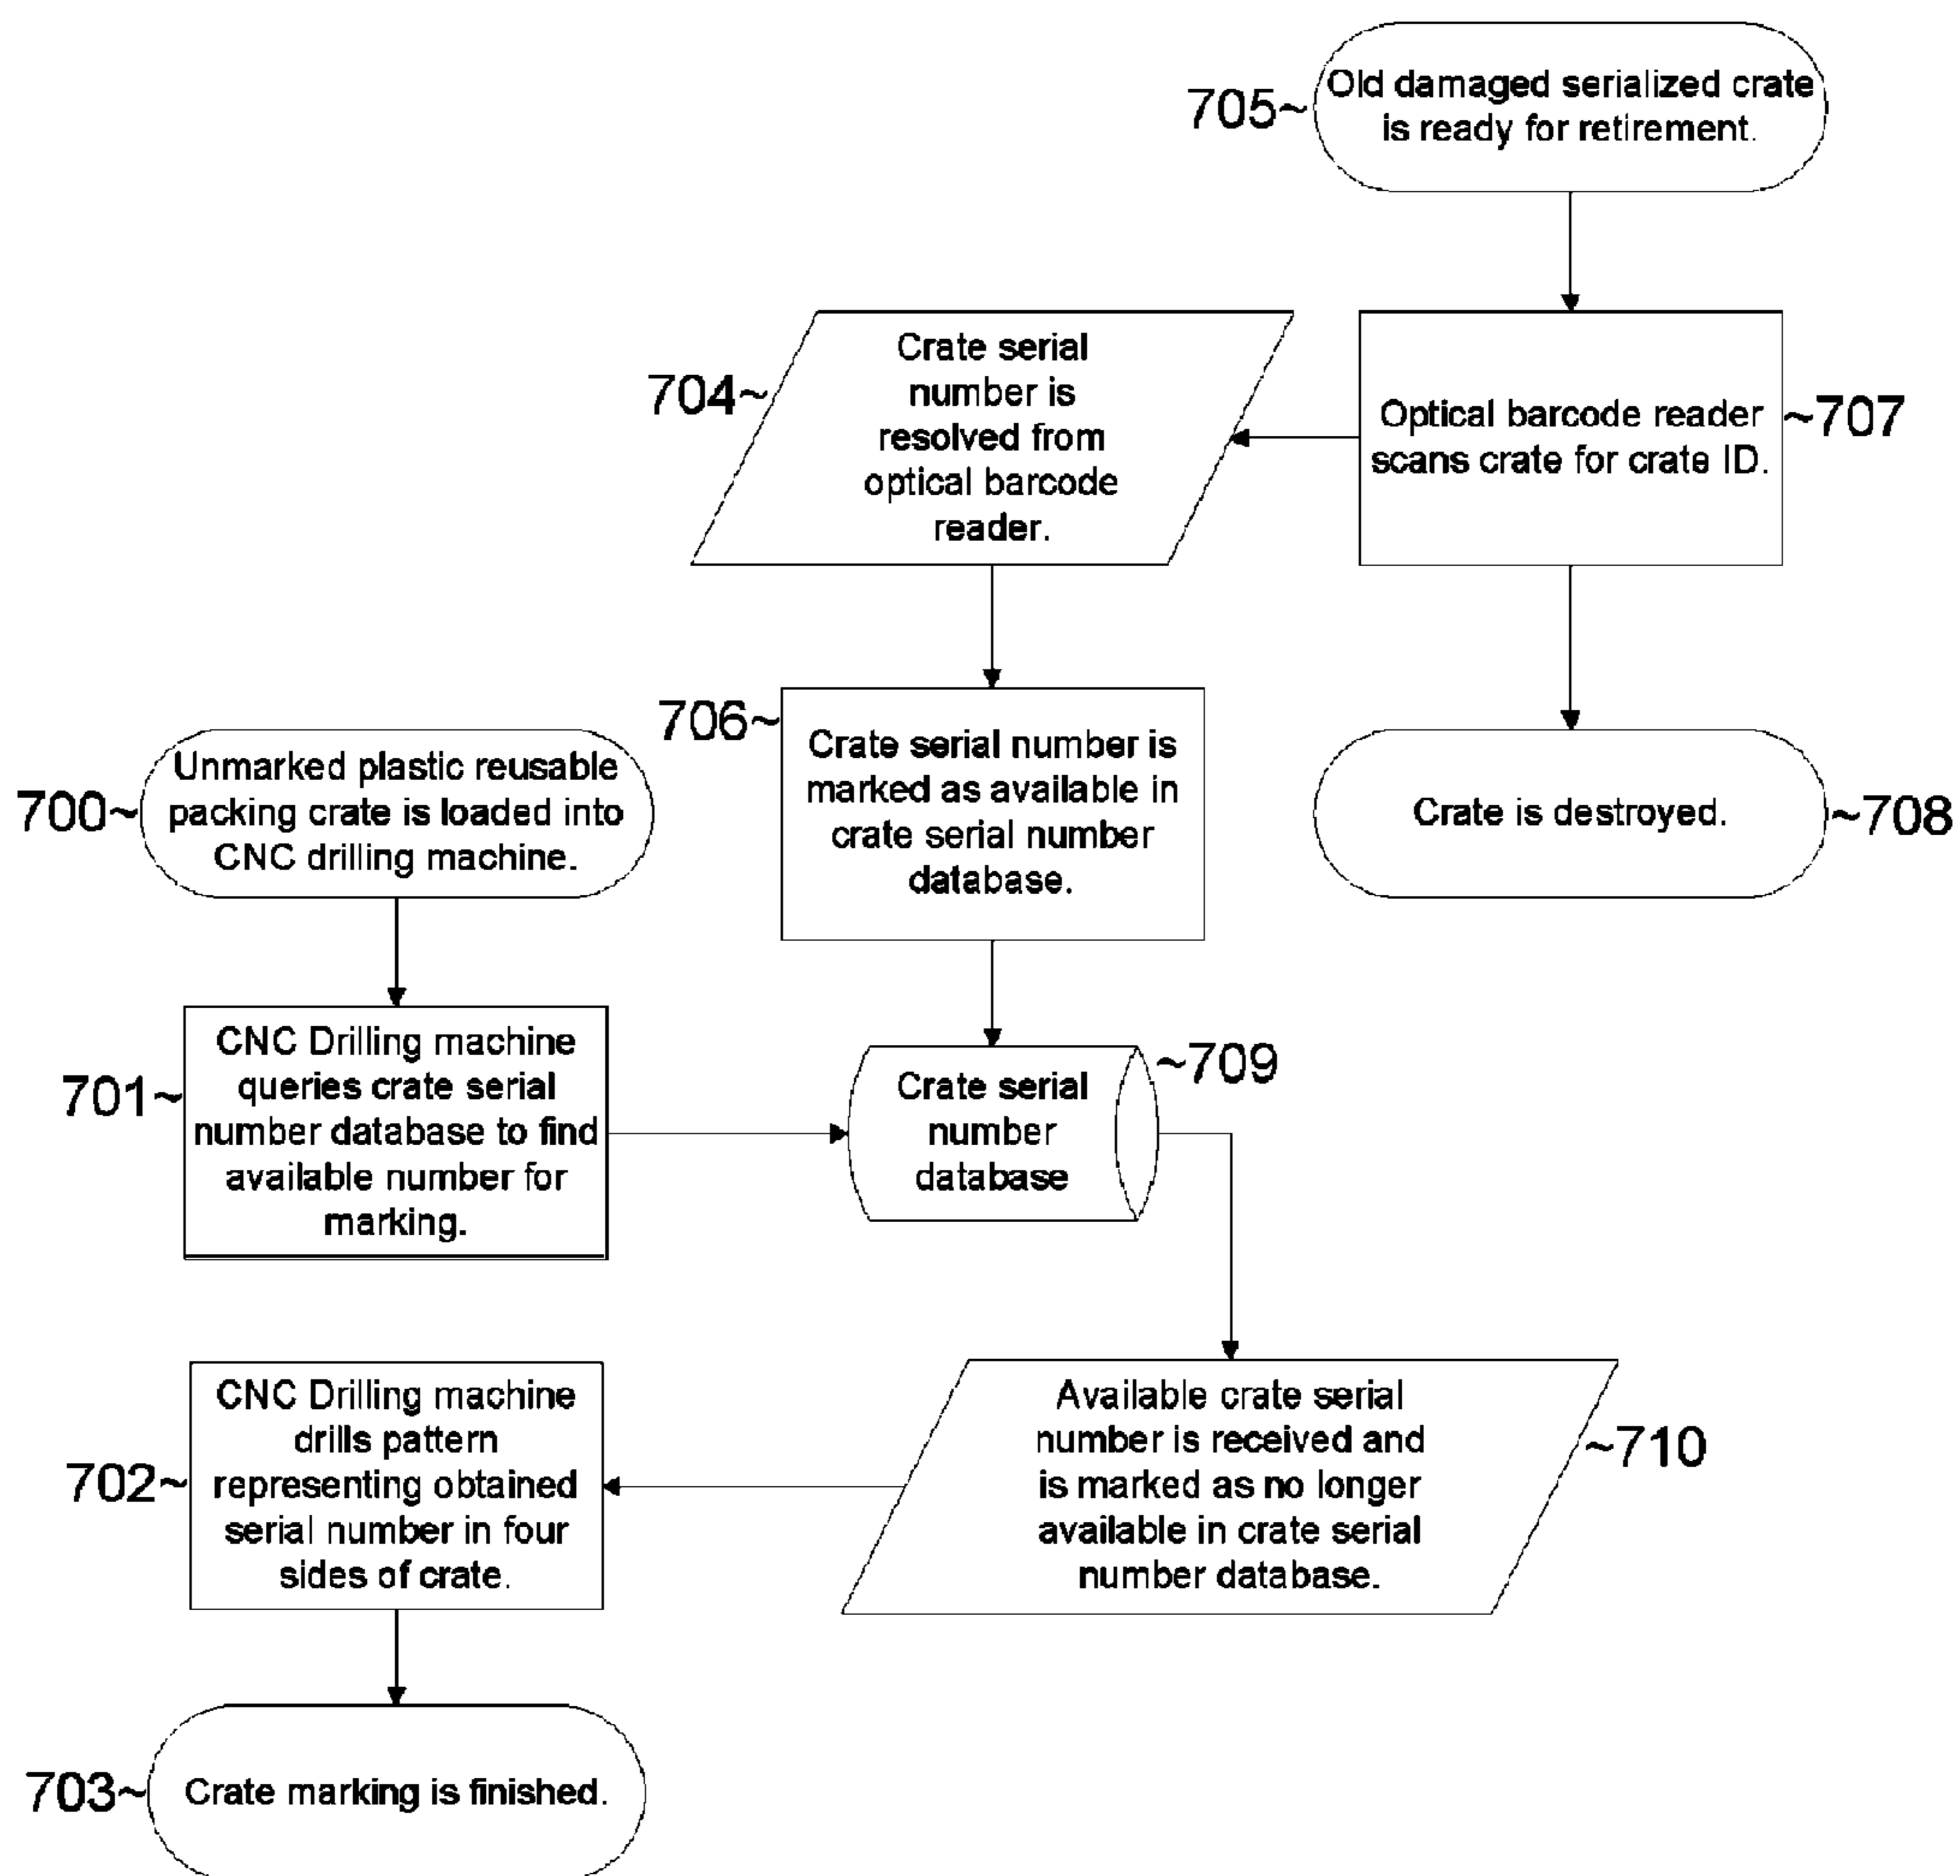 705~
Old damaged serialized crate
is ready for retirement.
704~
Crate serial
number is
resolved from
optical barcode
reader.
Optical barcode reader
scans crate for crate ID.
~707
706~
Crate serial number is
marked as available in
crate serial number
database.
700~
Unmarked plastic reusable
packing crate is loaded into
CNC drilling machine.
Crate is destroyed.
~708
701~
CNC Drilling machine
queries crate serial
number database to find
available number for
marking.
Crate serial
number
database
~709
702~
CNC Drilling machine
drills pattern
representing obtained
serial number in four
sides of crate.
Available crate serial
number is received and
is marked as no longer
available in crate serial
number database.
~710
703~
Crate marking is finished.